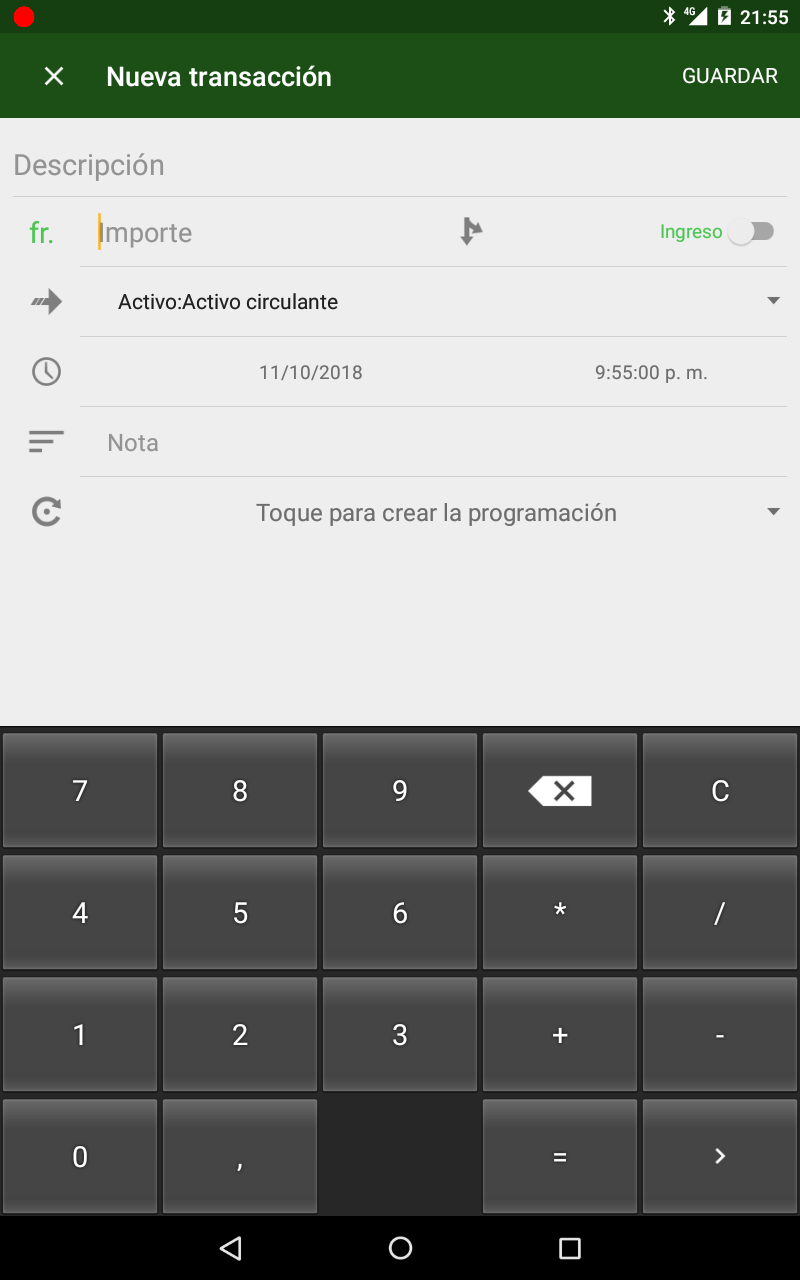 4G 21:55
Nueva transacción GUARDAR
Descripción
fr. Importe Ingreso
Activo:Activo circulante
11/10/2018 9:55:00 p. m.
Nota
Toque para crear la programación
7 8 9 C
4 5 6 * /
1 2 3 + -
0 , = >